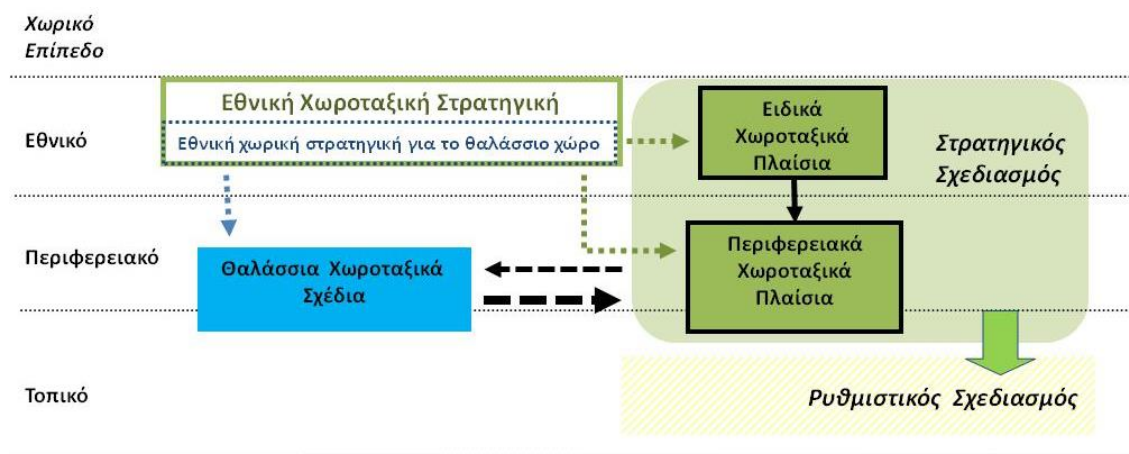 Χωρικό
Επίπεδο
Εθνική Χωροταξική Στρατηγική
Εθνική χωρική στρατηγική για το θαλάσσιο χώρο
Εθνικό
Ειδικά
Χωροταξικά
Πλαίσια
Στρατηγικός
Σχεδιασμός
Περιφερειακό
Θαλάσσια Χωροταξικά
Σχέδια
Περιφερειακά
Χωροταξικά
Πλαίσια
Τοπικό
Ρυθμιστικός Σχεδιασμός